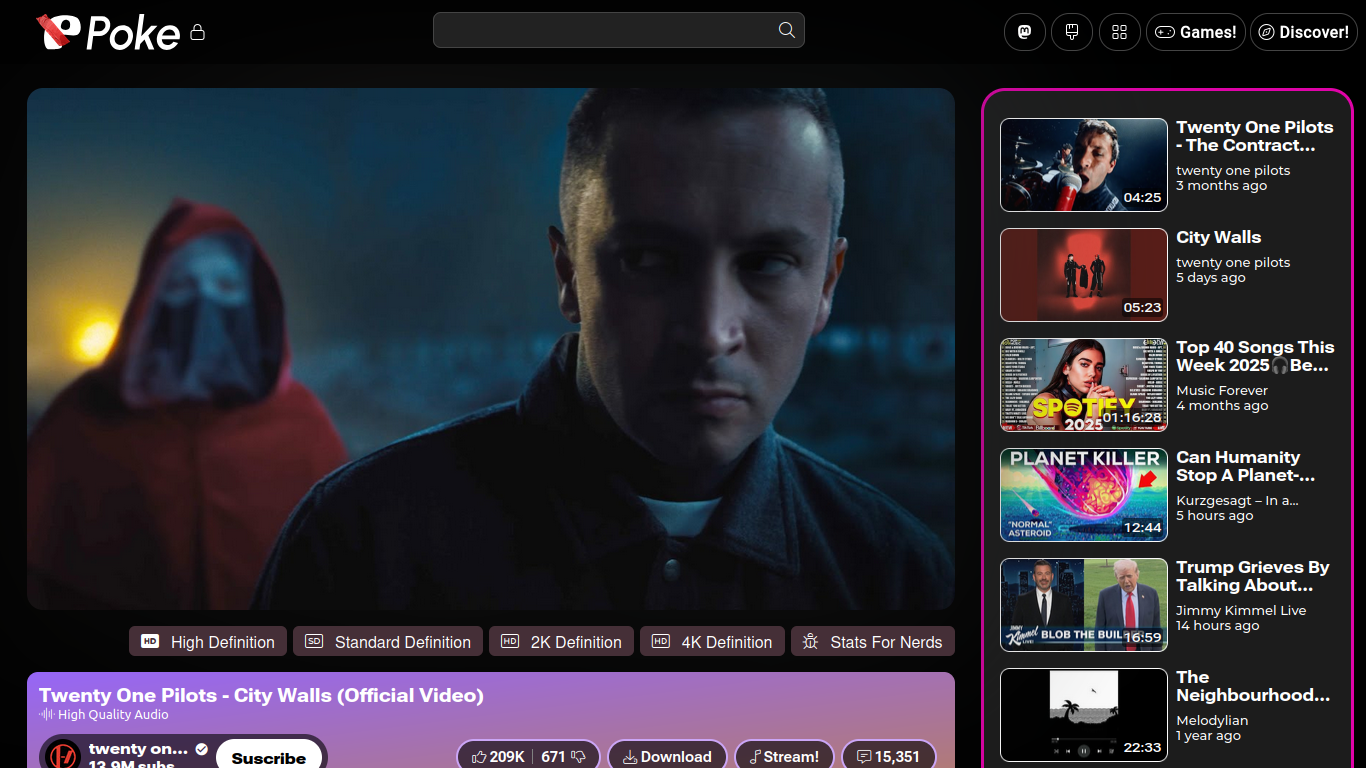 Poke
Games!
Discover!
HD High Definition
SD Standard Definition
HD 2K Definition
HD 4K Definition
Stats For Nerds
Twenty One Pilots - City Walls (Official Video)
High Quality Audio
twenty on...
13.9M subs
Suscribe
209K
671
Download
Stream!
15,351
04:25
Twenty One Pilots
- The Contract...
twenty one pilots
3 months ago
05:23
City Walls
twenty one pilots
5 days ago
SPOTIFY
2025
01:16:28
Top 40 Songs This
Week 2025🎧Be...
Music Forever
4 months ago
PLANET KILLER
"NORMAL"
ASTEROID
12:44
Can Humanity
Stop A Planet-...
Kurzgesagt – In a...
5 hours ago
JIMMY
Kimmel
LIVE!
BLOB THE BUIL
16:59
Trump Grieves By
Talking About...
Jimmy Kimmel Live
14 hours ago
22:33
The
Neighbourhood...
Melodylian
1 year ago